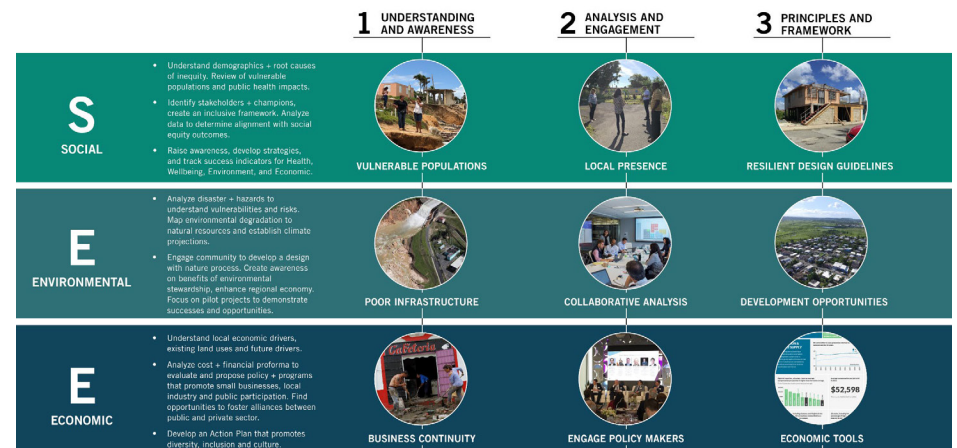 1 UNDERSTANDING
AND AWARENESS
2 ANALYSIS AND
ENGAGEMENT
3 PRINCIPLES AND
FRAMEWORK
S
SOCIAL
• Understand demographics + root causes
of inequity. Review of vulnerable
populations and public health impacts.
• Identify stakeholders + champions,
create an inclusive framework. Analyze
data to determine alignment with social
equity outcomes.
• Raise awareness, develop strategies,
and track success indicators for Health,
Wellbeing, Environment, and Economic.
VULNERABLE POPULATIONS
LOCAL PRESENCE
RESILIENT DESIGN GUIDELINES
E
ENVIRONMENTAL
• Analyze disaster + hazards to
understand vulnerabilities and risks.
Map environmental degradation to
natural resources and establish climate
projections.
• Engage community to develop a design
with nature process. Create awareness
on benefits of environmental
stewardship, enhance regional economy.
Focus on pilot projects to demonstrate
successes and opportunities.
POOR INFRASTRUCTURE
COLLABORATIVE ANALYSIS
DEVELOPMENT OPPORTUNITIES
E
ECONOMIC
• Understand local economic drivers,
existing land uses and future drivers.
• Analyze cost + financial proforma to
evaluate and propose policy + programs
that promote small businesses, local
industry and public participation. Find
opportunities to foster alliances between
public and private sector.
• Develop an Action Plan that promotes
diversity, inclusion and culture.
Cafeteria
BUSINESS CONTINUITY
ENGAGE POLICY MAKERS
$52,598
ECONOMIC TOOLS